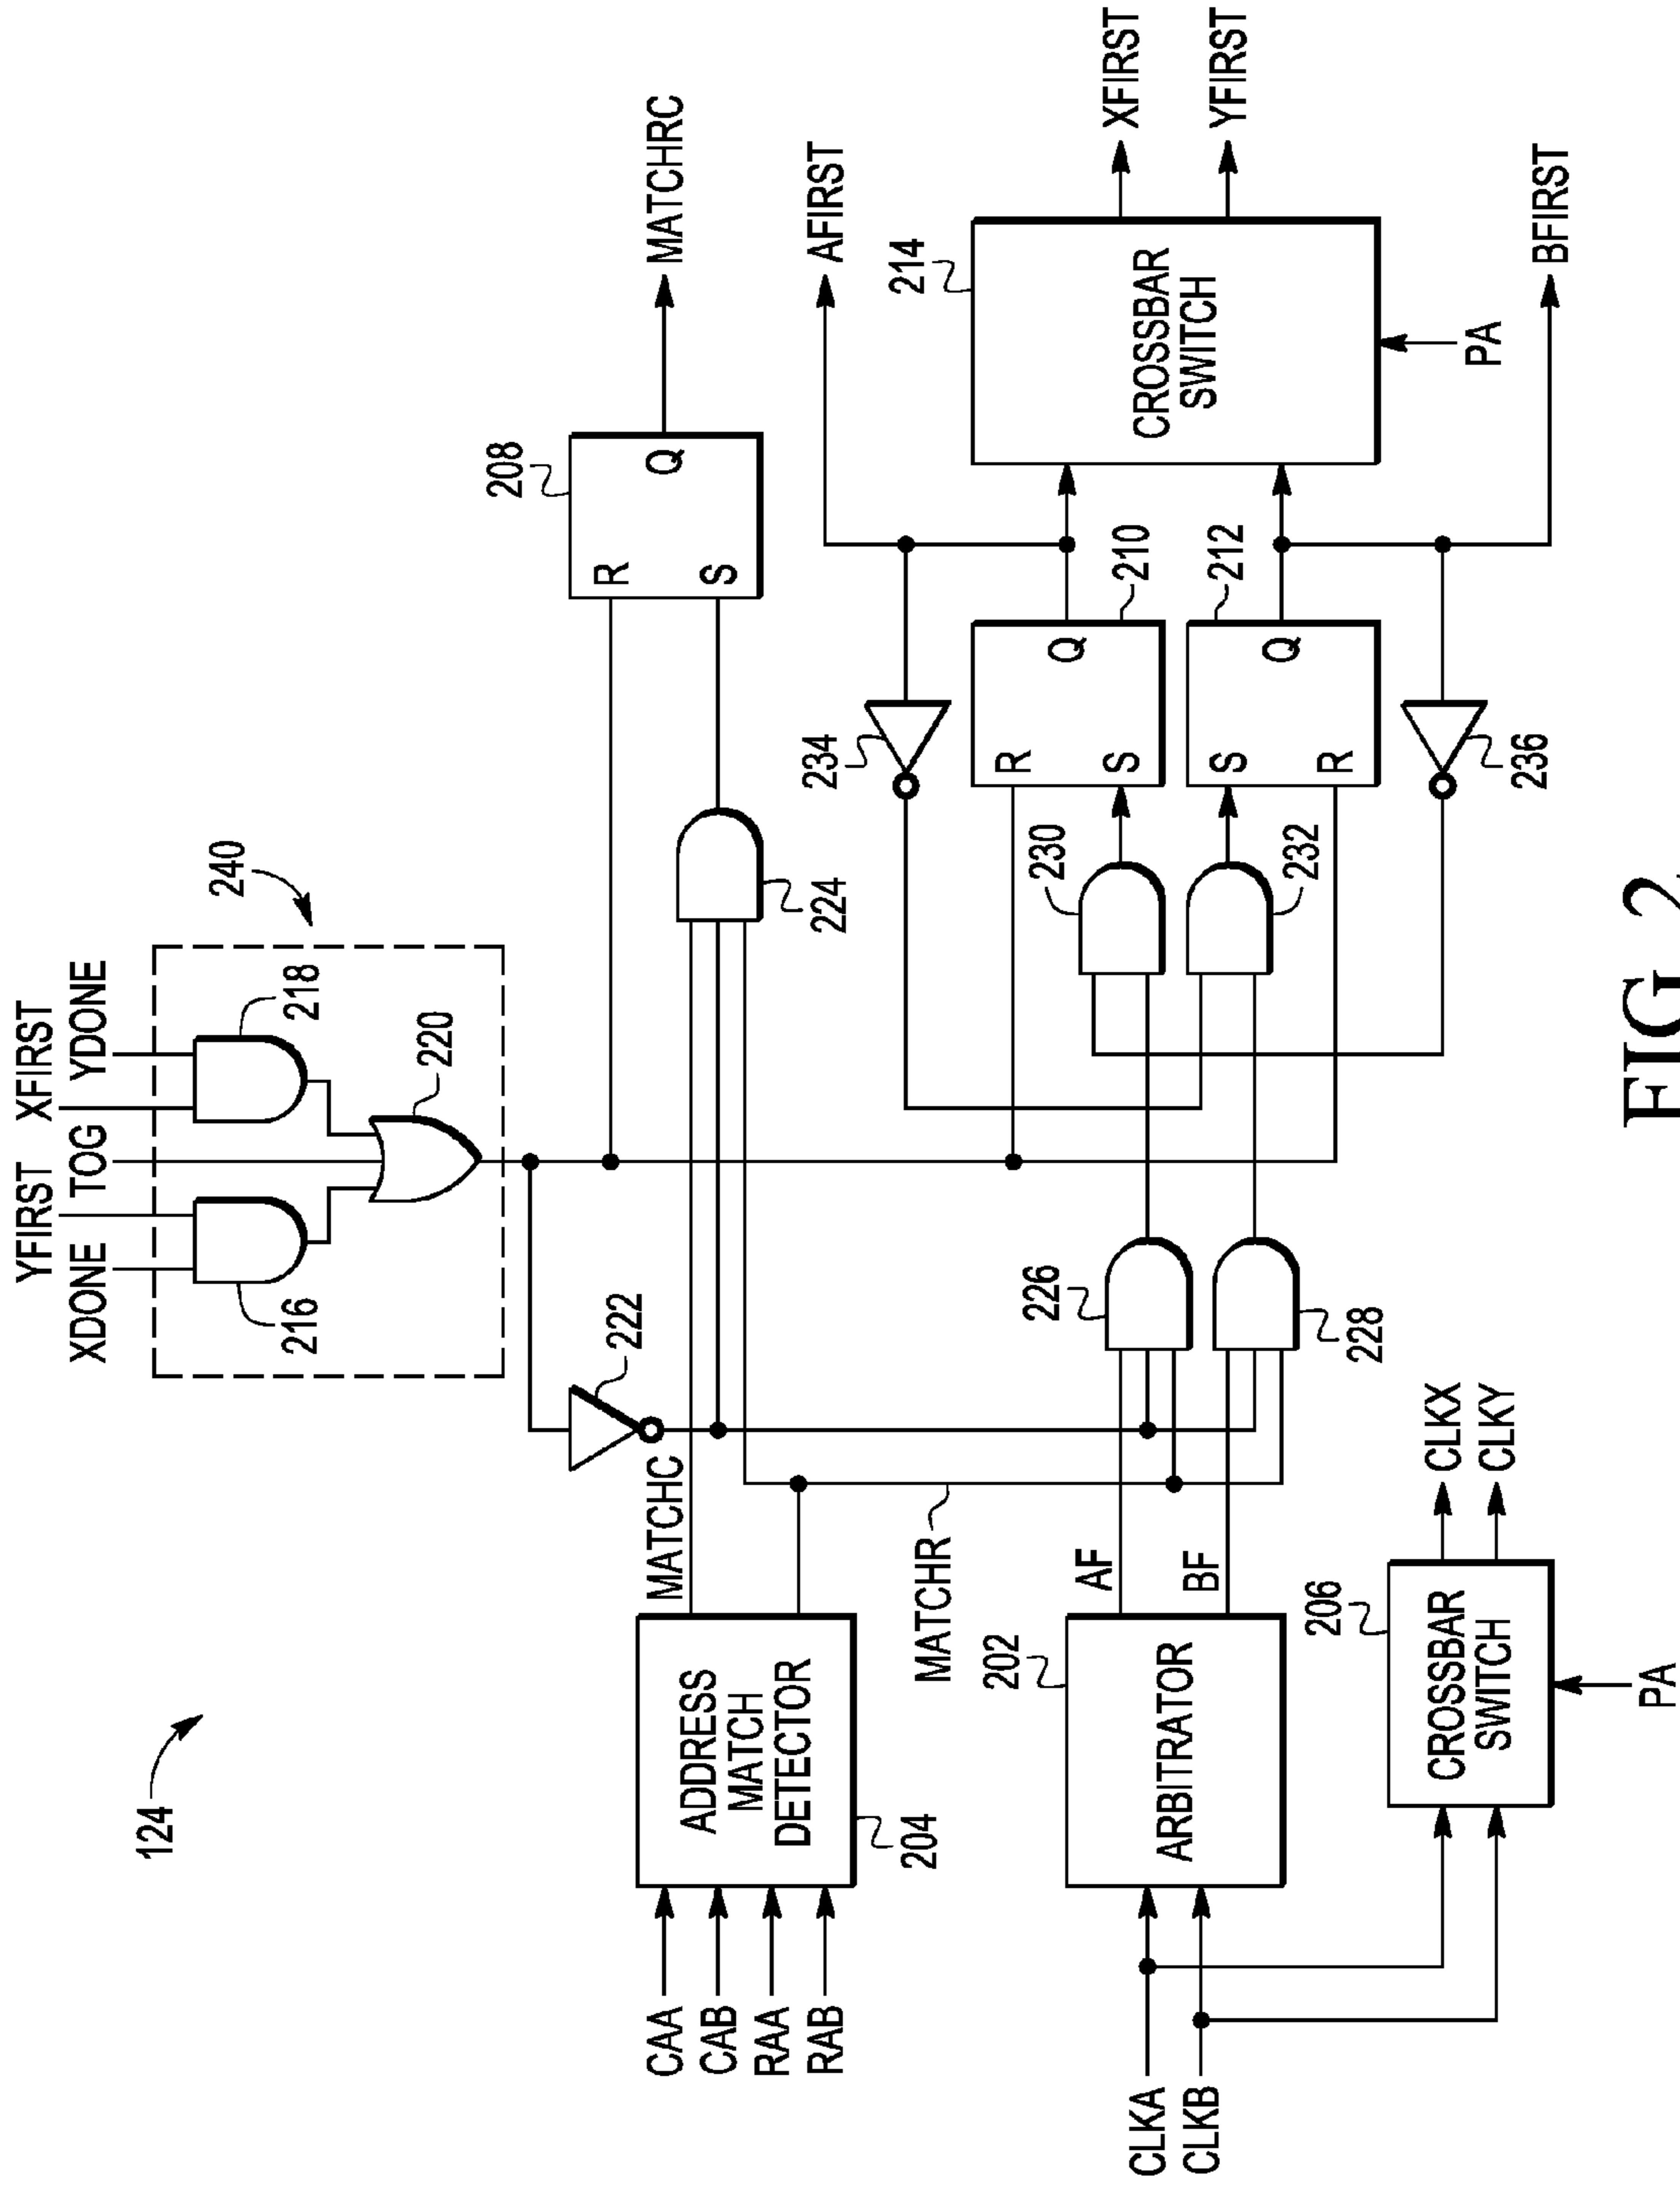 124
YFIRST
XFIRST
XDONE
TOG
YDONE
240
216
218
220
222
CAA
CAB
RAA
RAB
ADDRESS
MATCH
DETECTOR
204
MATCHC
MATCHR
224
R
S
Q
208
MATCHRC
CLKA
CLKB
ARBITRATOR
202
AF
BF
226
228
230
232
234
236
R
S
Q
210
S
R
Q
212
AFIRST
BFIRST
CROSSBAR
SWITCH
214
PA
XFIRST
YFIRST
CROSSBAR
SWITCH
206
PA
CLKX
CLKY
FIG 2